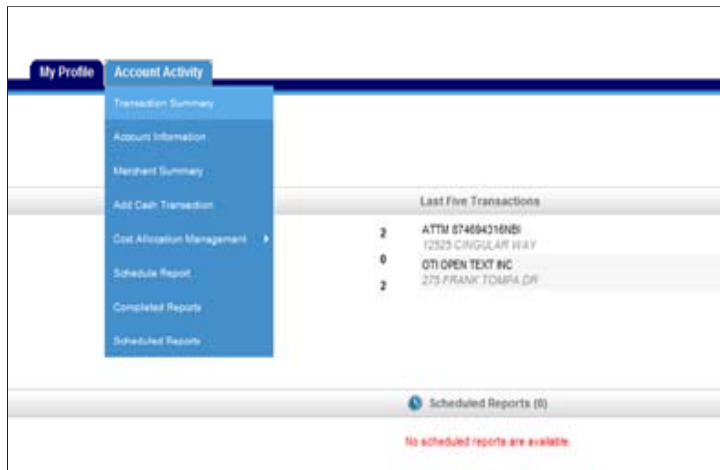 My Profile
Account Activity
Transaction Summary
Account Information
Merchant Summary
Add Cash Transaction
Cost Allocation Management
Schedule Report
Completed Reports
Scheduled Reports
Last Five Transactions
2
0
2
ATTM 874694316NBI
12525 CINGULAR WAY
OTI OPEN TEXT INC
275 FRANK TOMPA DR
Scheduled Reports (0)
No scheduled reports are available.